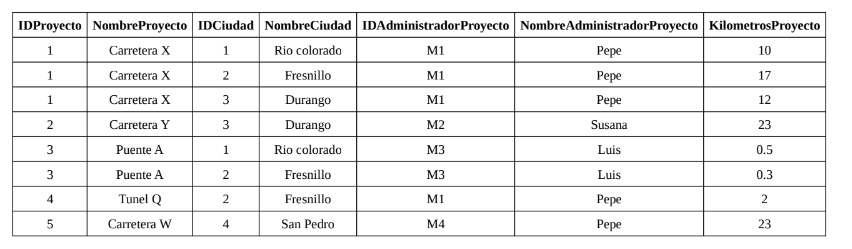 IDProyecto NombreProyecto IDCiudad NombreCiudad IDAdministradorProyecto NombreAdministradorProyecto KilometrosProyecto
1 Carretera X 1 Rio colorado M1 Pepe 10
1 Carretera X 2 Fresnillo M1 Pepe 17
1 Carretera X 3 Durango M1 Pepe 12
2 Carretera Y 3 Durango M2 Susana 23
3 Puente A 1 Rio colorado M3 Luis 0.5
3 Puente A 2 Fresnillo M3 Luis 0.3
4 Tunel Q 2 Fresnillo M1 Pepe 2
5 Carretera W 4 San Pedro M4 Pepe 23